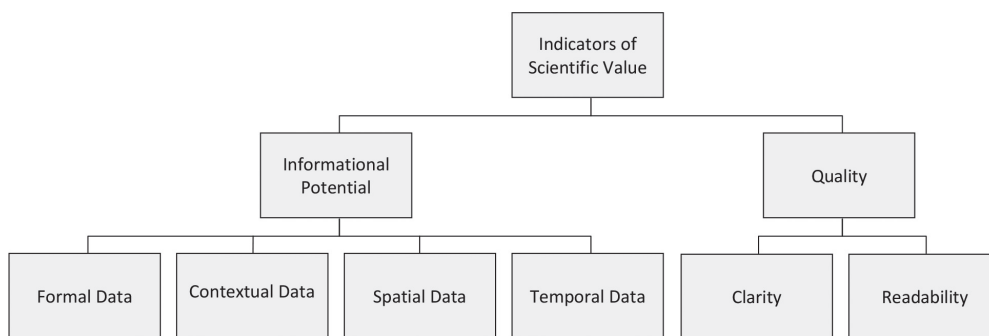 Indicators of
Scientific Value
Informational
Potential
Quality
Formal Data
Contextual Data
Spatial Data
Temporal Data
Clarity
Readability